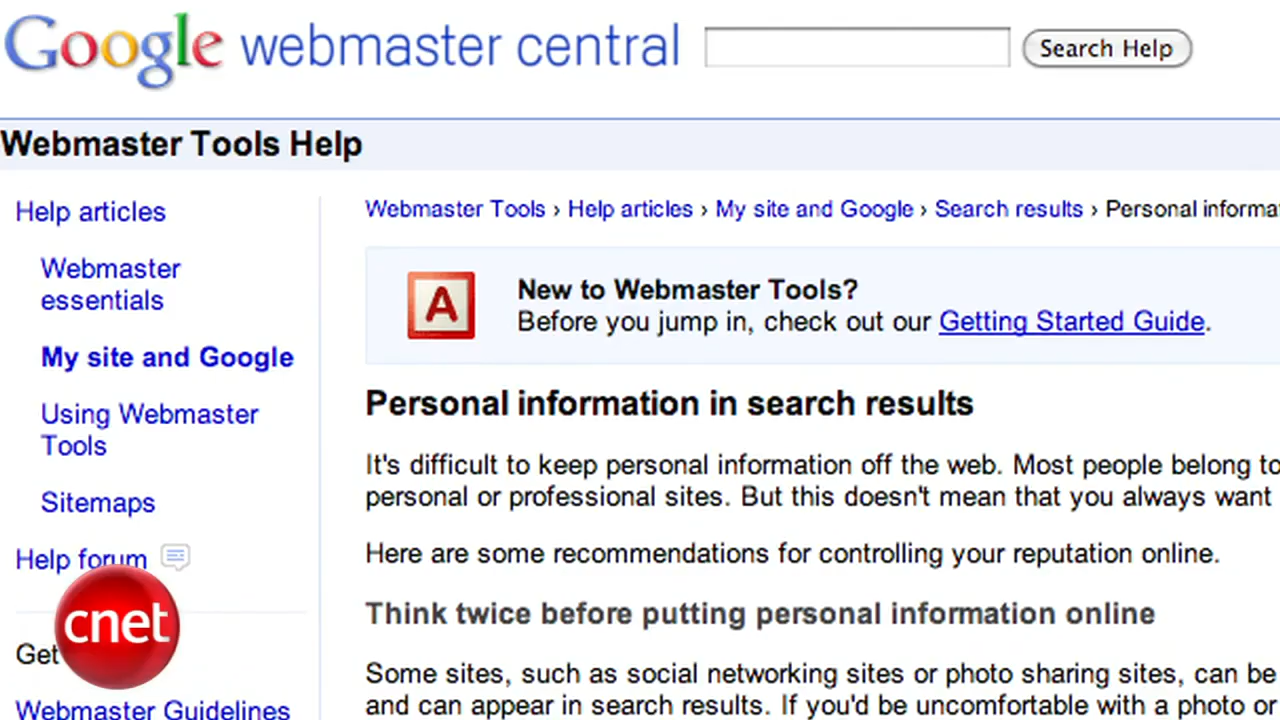 Google webmaster central
Search Help
Webmaster Tools Help
Help articles
Webmaster
essentials
My site and Google
Using Webmaster
Tools
Sitemaps
Help forum
Get
Webmaster Guidelines
cnet
Webmaster Tools › Help articles › My site and Google › Search results › Personal informa
New to Webmaster Tools?
Before you jump in, check out our Getting Started Guide.
Personal information in search results
It's difficult to keep personal information off the web. Most people belong to
personal or professional sites. But this doesn't mean that you always want
Here are some recommendations for controlling your reputation online.
Think twice before putting personal information online
Some sites, such as social networking sites or photo sharing sites, can be
and can appear in search results. If you'd be uncomfortable with a photo or